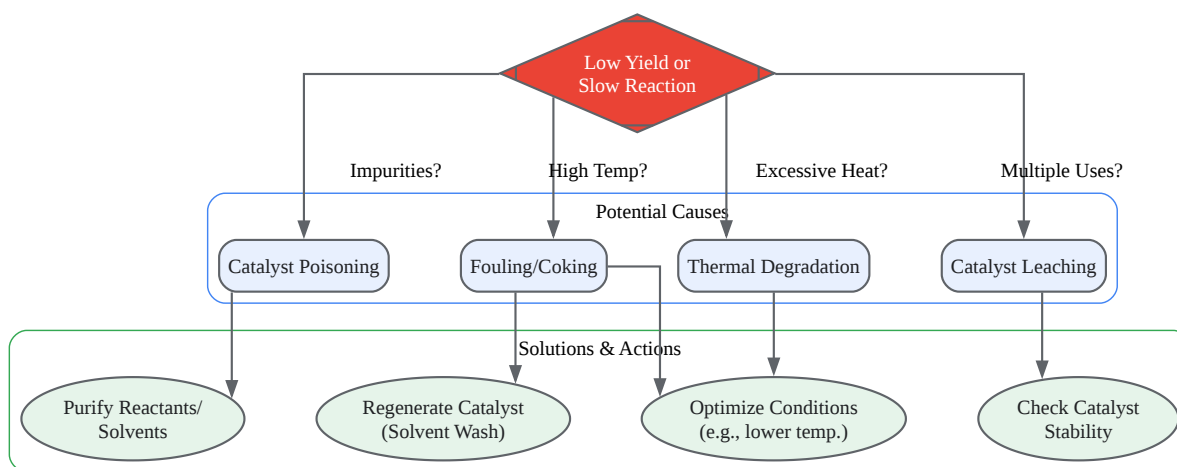 Low Yield or
Slow Reaction
Impurities?
High Temp?
Excessive Heat?
Multiple Uses?
Potential Causes
Catalyst Poisoning
Fouling/Coking
Thermal Degradation
Catalyst Leaching
Solutions & Actions
Purify Reactants/
Solvents
Regenerate Catalyst
(Solvent Wash)
Optimize Conditions
(e.g., lower temp.)
Check Catalyst
Stability